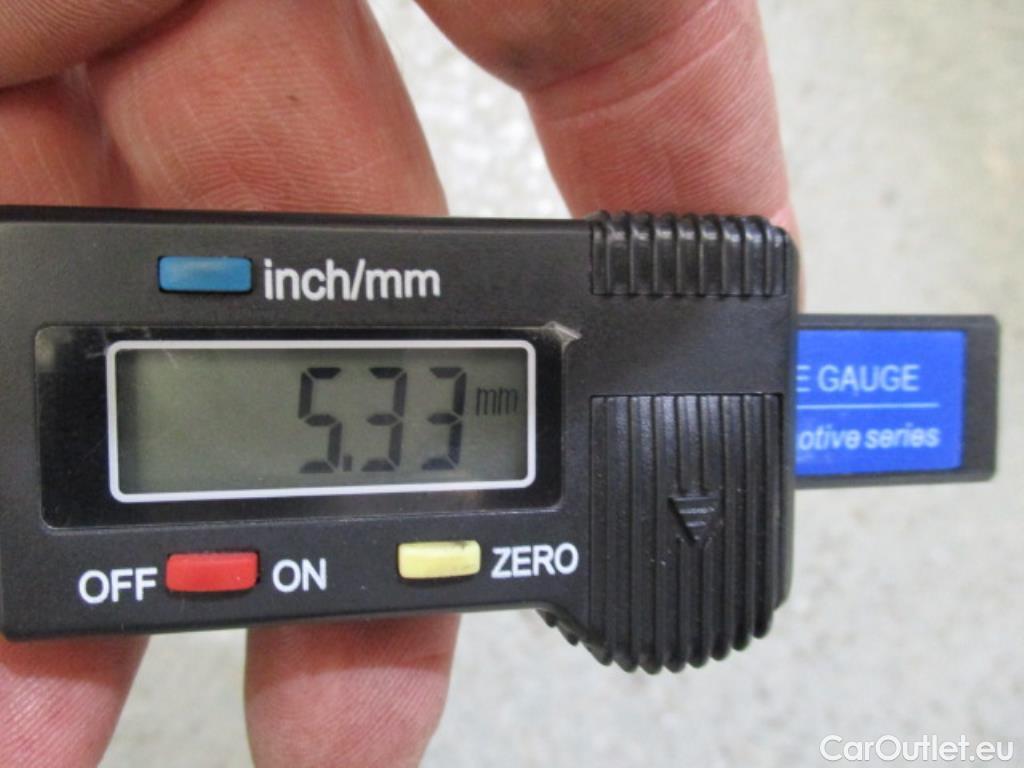 inch/mm
5.33 mm
OFF ON ZERO
E GAUGE
otive series
CarOutlet.eu